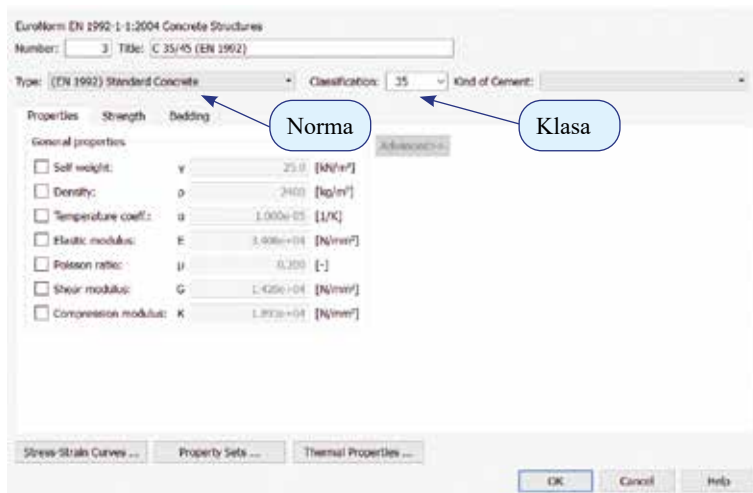 EuroNorm EN 1992-1-1:2004 Concrete Structures
Number: 3 Title: C 35/45 (EN 1992)
Type: (EN 1992) Standard Concrete Classification: 35 Kind of Cement:
Properties Strength Bedding
Norma Klasa
General properties Advanced>>
Self weight: γ 25.0 [kN/m³]
Density: ρ 2400 [kg/m³]
Temperature coeff.: α 1.000e-05 [1/K]
Elastic modulus: E [N/mm²]
Poisson ratio: μ 0.200 [-]
Shear modulus: G 1.420e+04 [N/mm²]
Compression modulus: K [N/mm²]
Stress-Strain Curves ... Property Sets ... Thermal Properties ...
OK Cancel Help